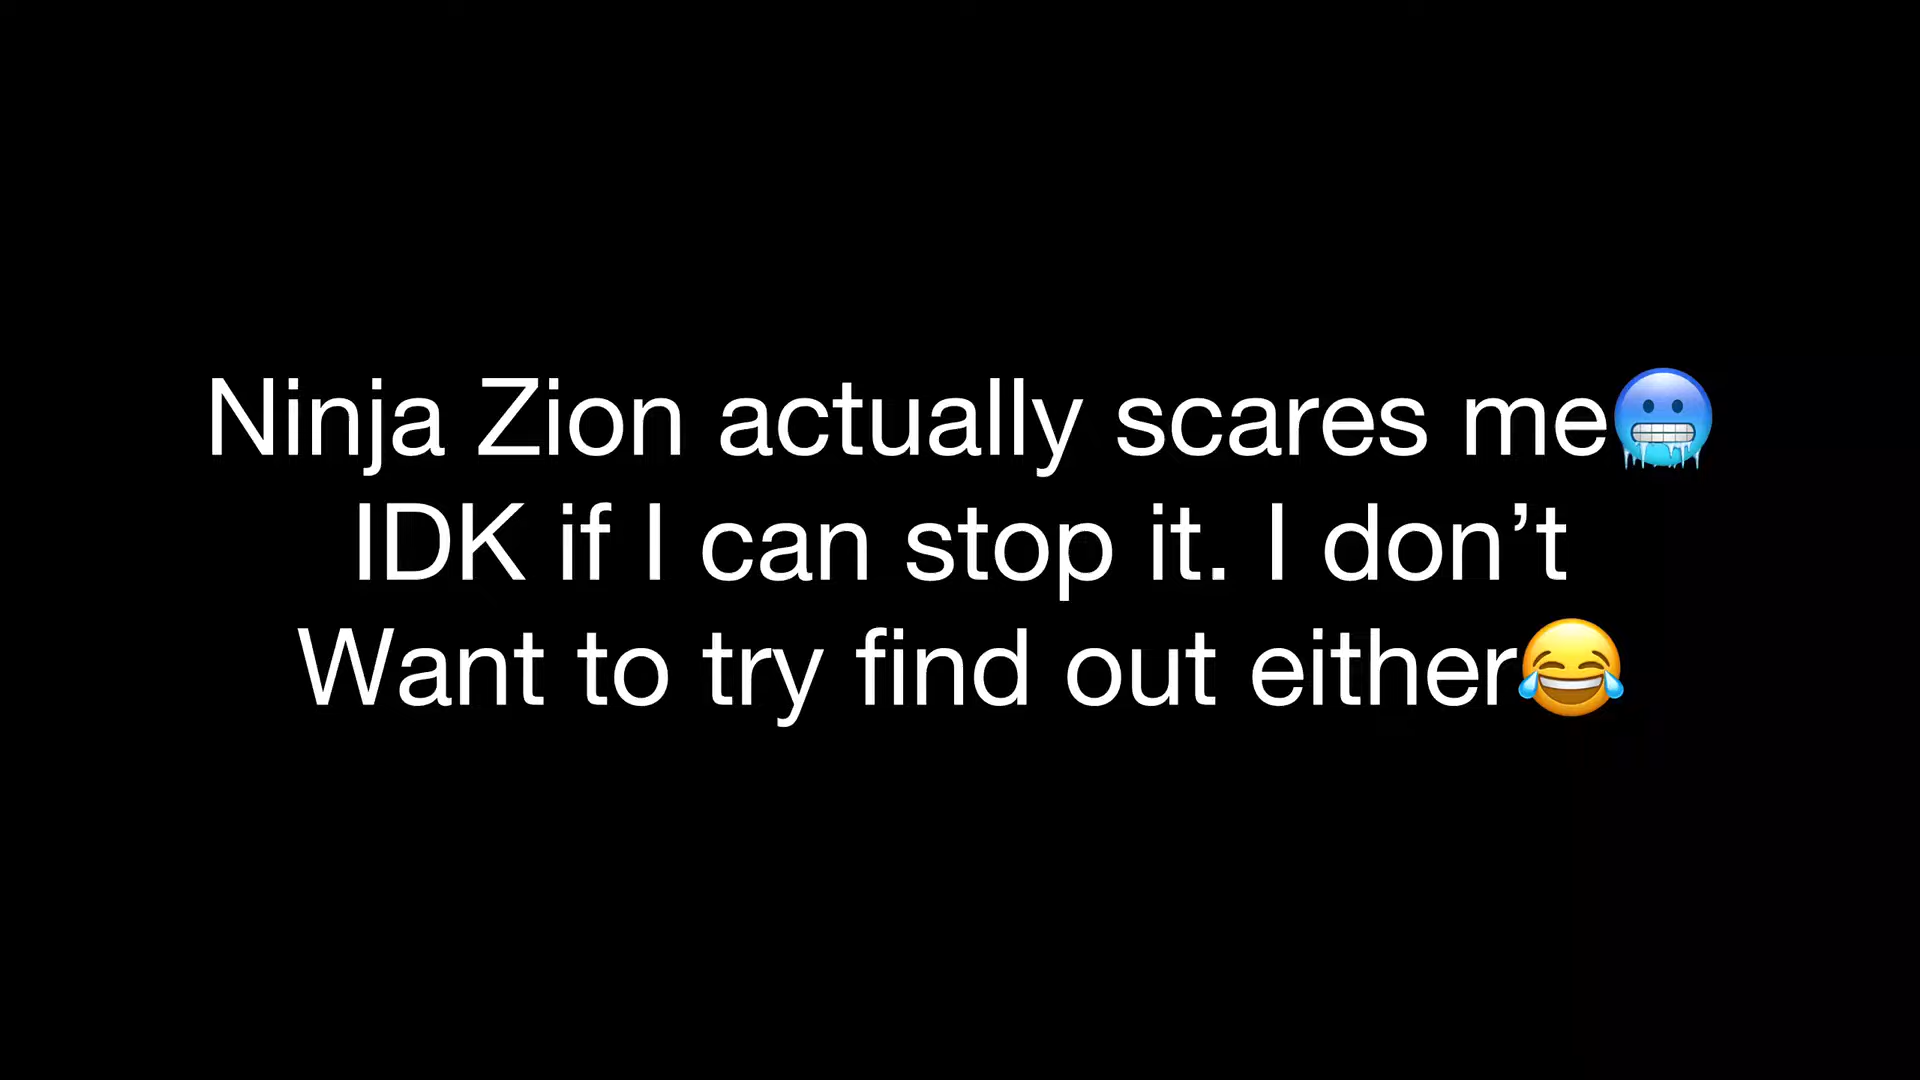 Ninja Zion actually scares me🥶
IDK if I can stop it. I don’t
Want to try find out either😂